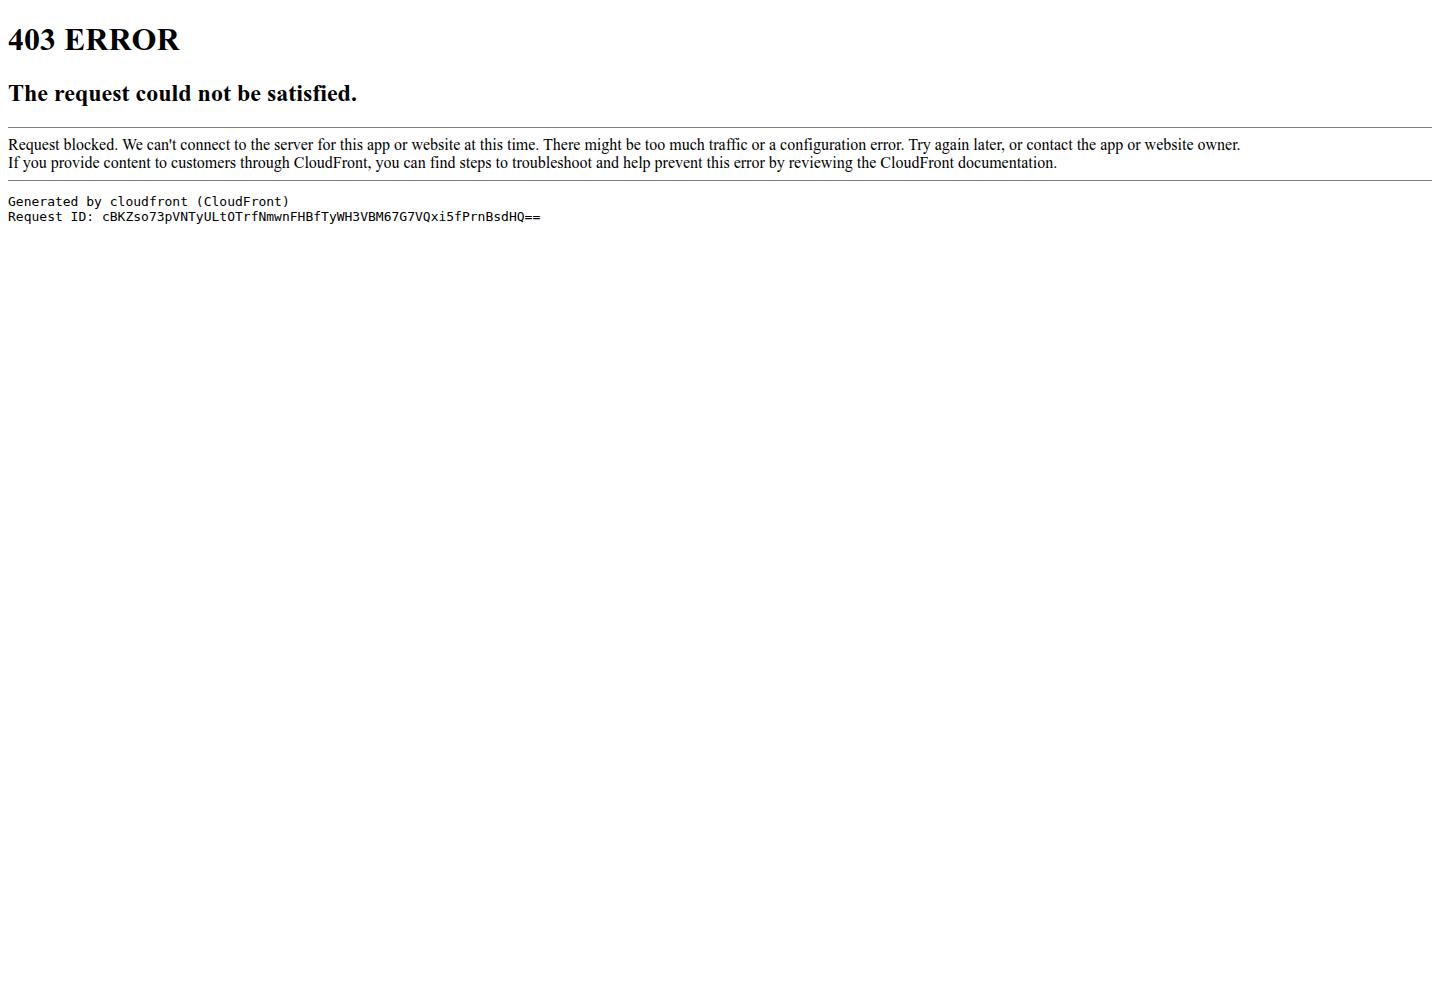 403 ERROR
The request could not be satisfied.
Request blocked. We can't connect to the server for this app or website at this time. There might be too much traffic or a configuration error. Try again later, or contact the app or website owner.
If you provide content to customers through CloudFront, you can find steps to troubleshoot and help prevent this error by reviewing the CloudFront documentation.
Generated by cloudfront (CloudFront)
Request ID: cBKZso73pVNTyULtOTrfNmwnFHBfTyWH3VBM67G7VQxi5fPrnBsdHQ==